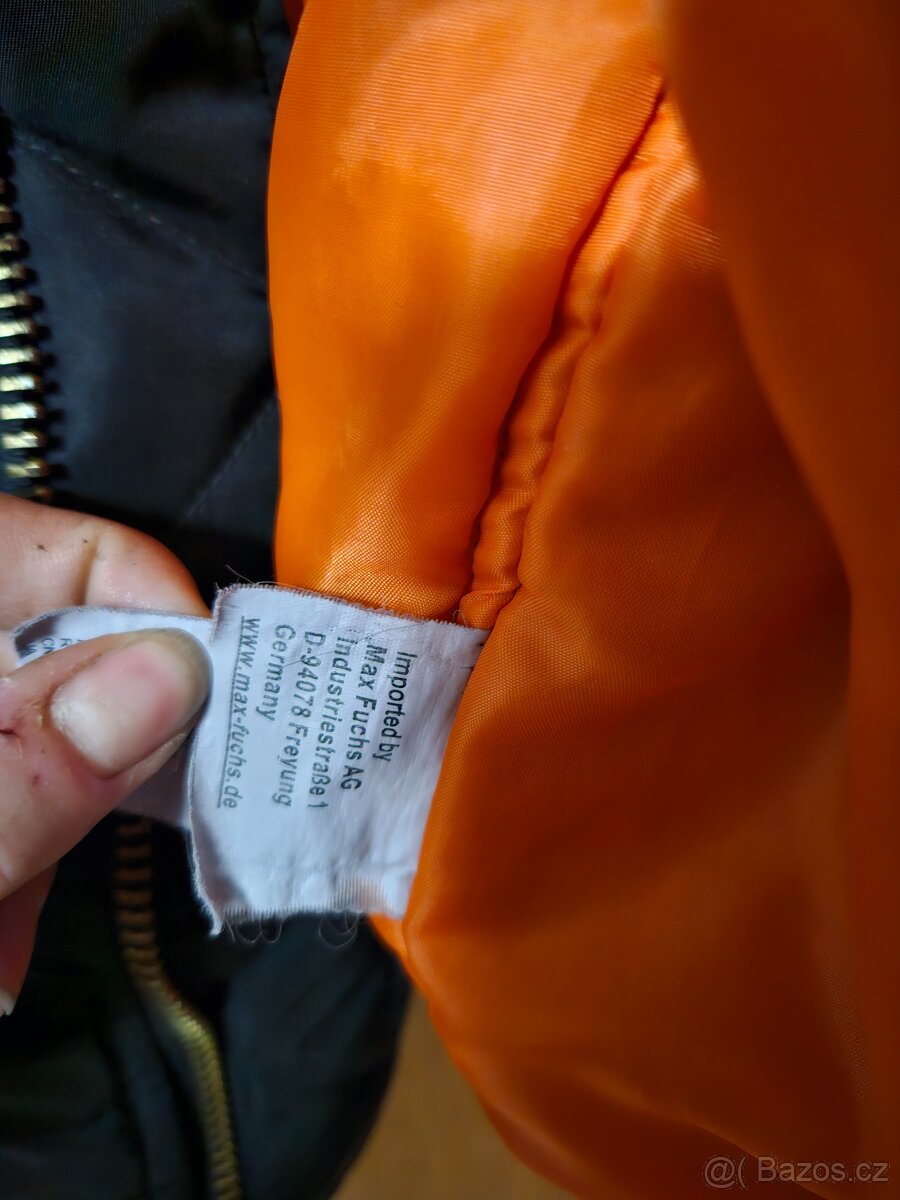 Imported by
Max Fuchs AG
Industriestraße 1
D-94078 Freyung
Germany
www.max-fuchs.de
@( Bazos.cz